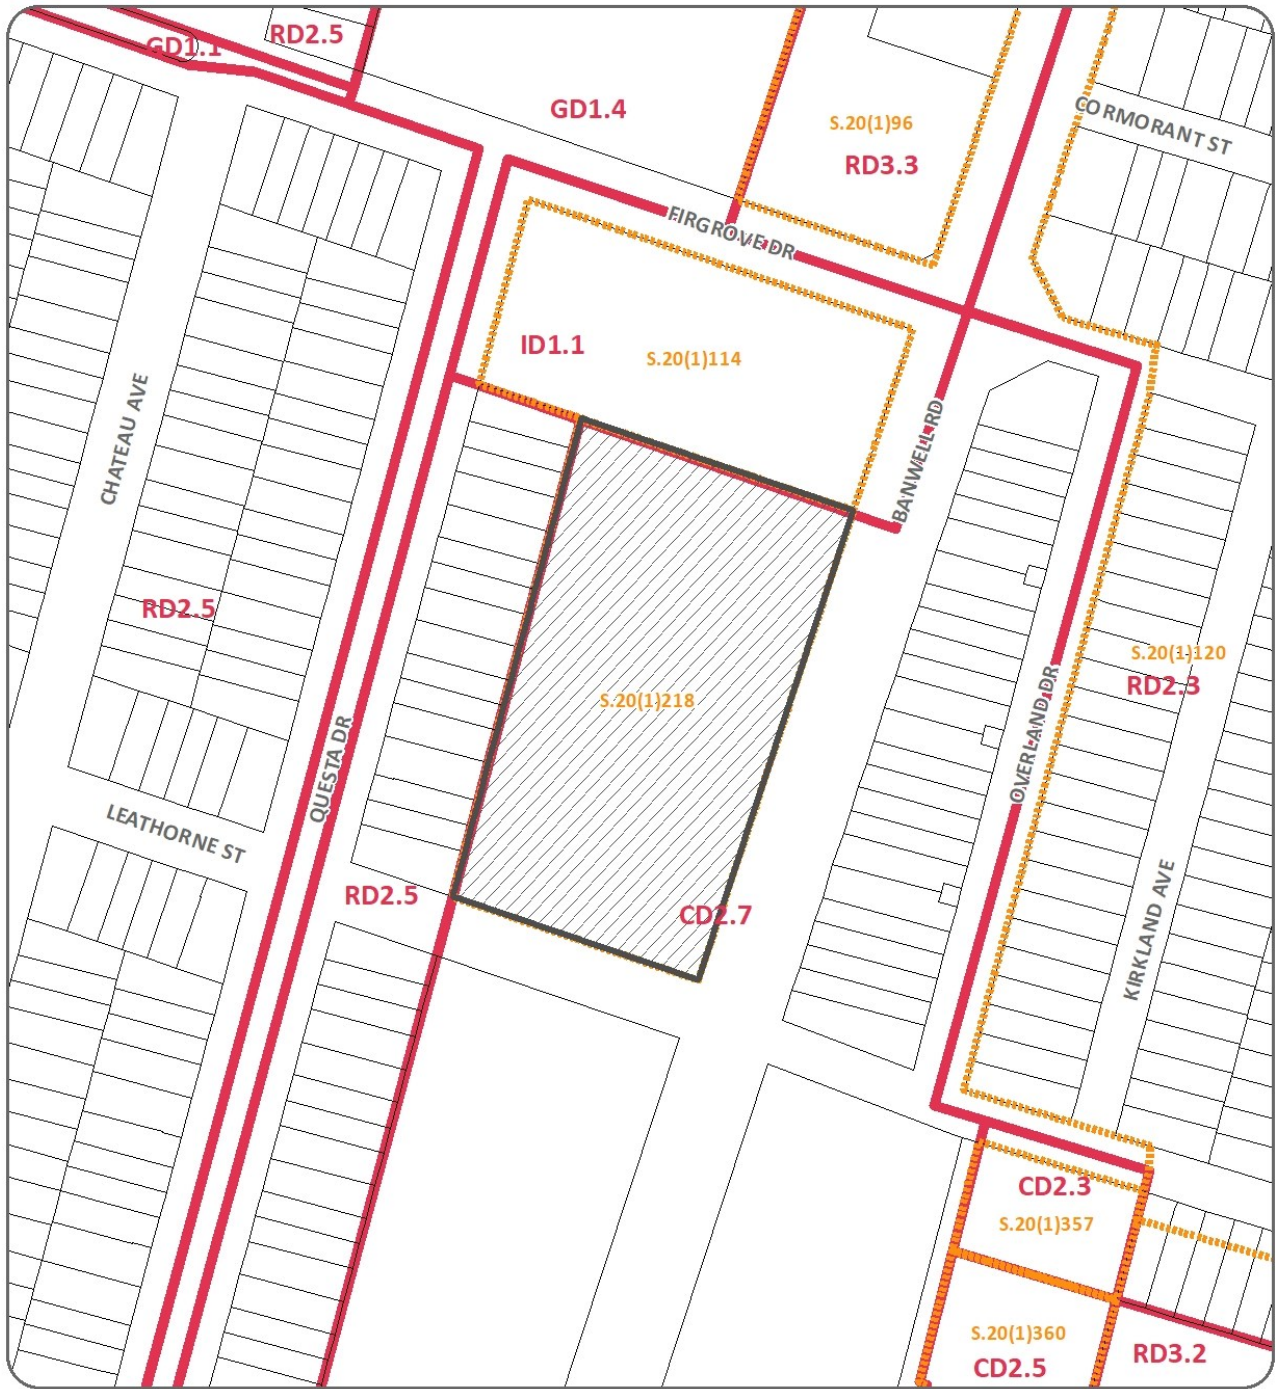 RD2.5
GD1.1
GD1.4
CORMORANT ST
S.20(1)96
RD3.3
FIRGROVE DR
ID1.1
S.20(1)114
CHATEAU AVE
BANWELL RD
RD2.5
S.20(1)120
RD2.3
S.20(1)218
OVERLAND DR
QUESTA DR
LEATHORNE ST
RD2.5
CD2.7
KIRKLAND AVE
CD2.3
S.20(1)357
S.20(1)360
CD2.5
RD3.2